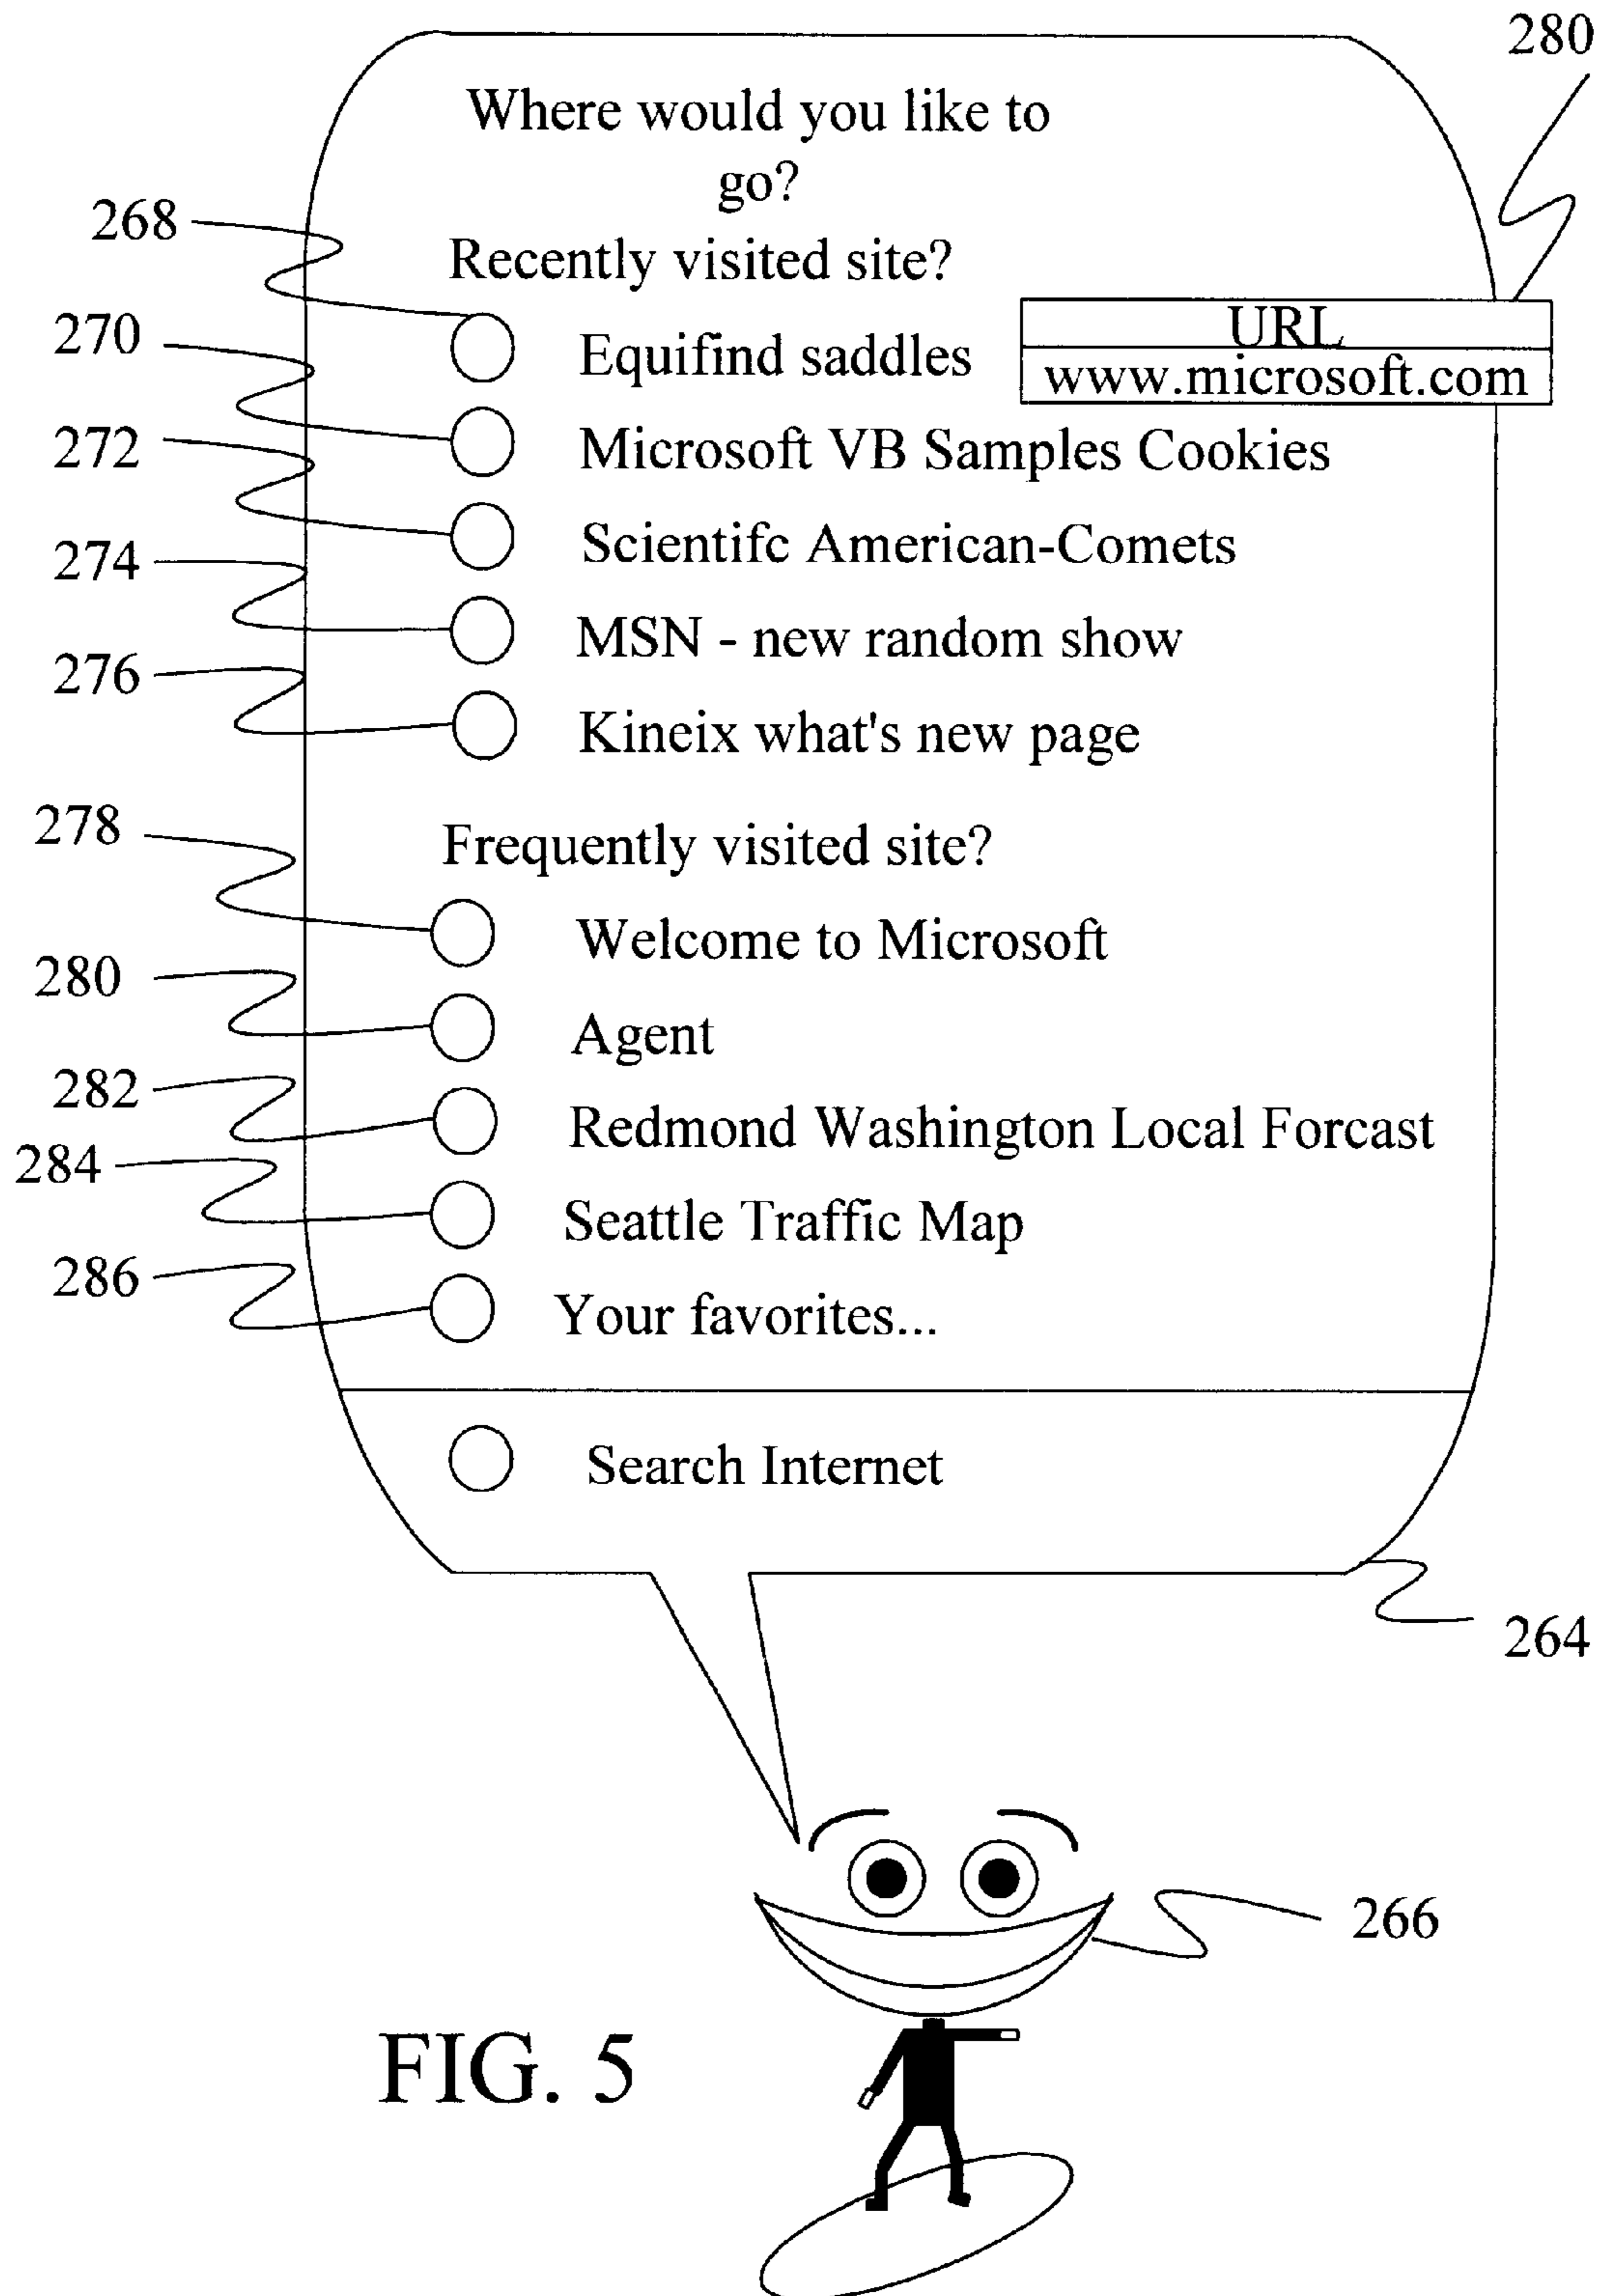 280
Where would you like to
go?
268
Recently visited site?
URL
www.microsoft.com
270
Equifind saddles
272
Microsoft VB Samples Cookies
274
Scientifc American-Comets
276
MSN - new random show
Kineix what's new page
278
Frequently visited site?
Welcome to Microsoft
280
Agent
282
Redmond Washington Local Forcast
284
Seattle Traffic Map
286
Your favorites...
Search Internet
264
266
FIG. 5